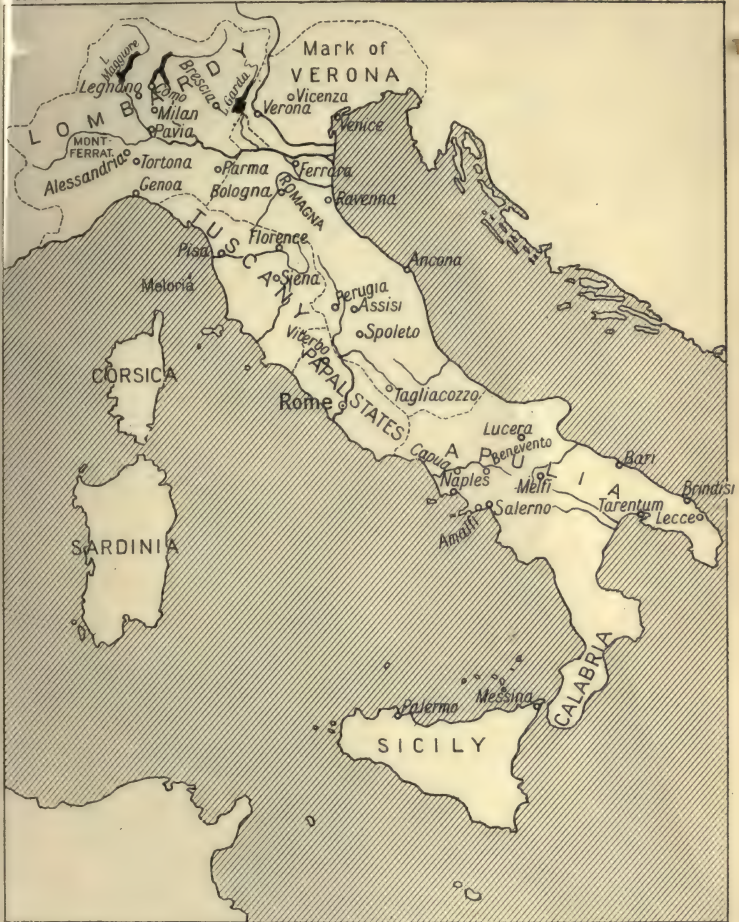 Mark of
VERONA
L. Maggiore
LOMBARDY
Legnano
Como
Brescia
L. Garda
Vicenza
Milan
Verona
Venice
Pavia
MONT-
FERRAT
Alessandria
Tortona
Parma
Ferrara
Genoa
Bologna
ROMAGNA
Ravenna
TUSCANY
Florence
Pisa
Ancona
Meloria
Siena
Perugia
Assisi
Spoleto
Viterbo
PAPAL STATES
CORSICA
Rome
Tagliacozzo
Lucera
APULIA
Capua
Benevento
Bari
Naples
Melfi
Brindisi
Amalfi
Salerno
Tarentum
Lecce
SARDINIA
CALABRIA
Palermo
Messina
SICILY